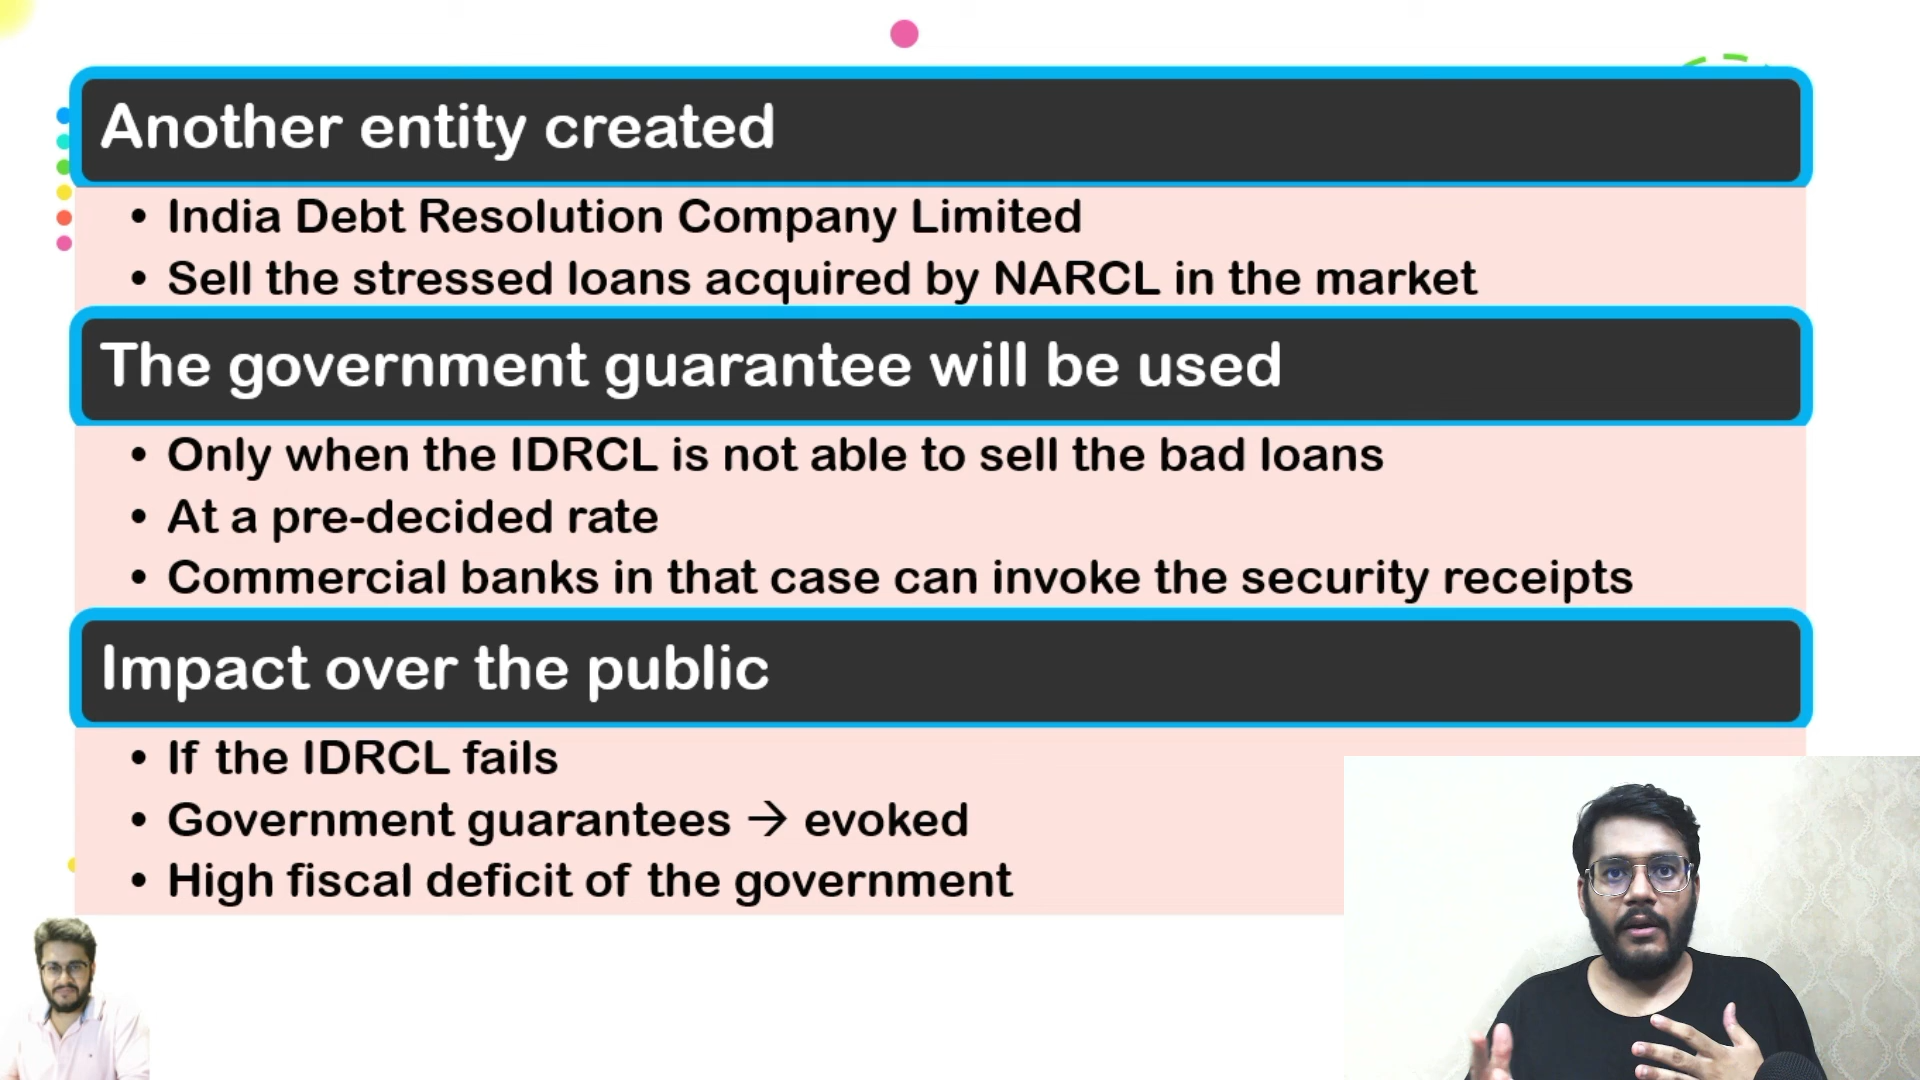 Another entity created
• India Debt Resolution Company Limited
• Sell the stressed loans acquired by NARCL in the market
The government guarantee will be used
• Only when the IDRCL is not able to sell the bad loans
• At a pre-decided rate
• Commercial banks in that case can invoke the security receipts
Impact over the public
• If the IDRCL fails
• Government guarantees → evoked
• High fiscal deficit of the government